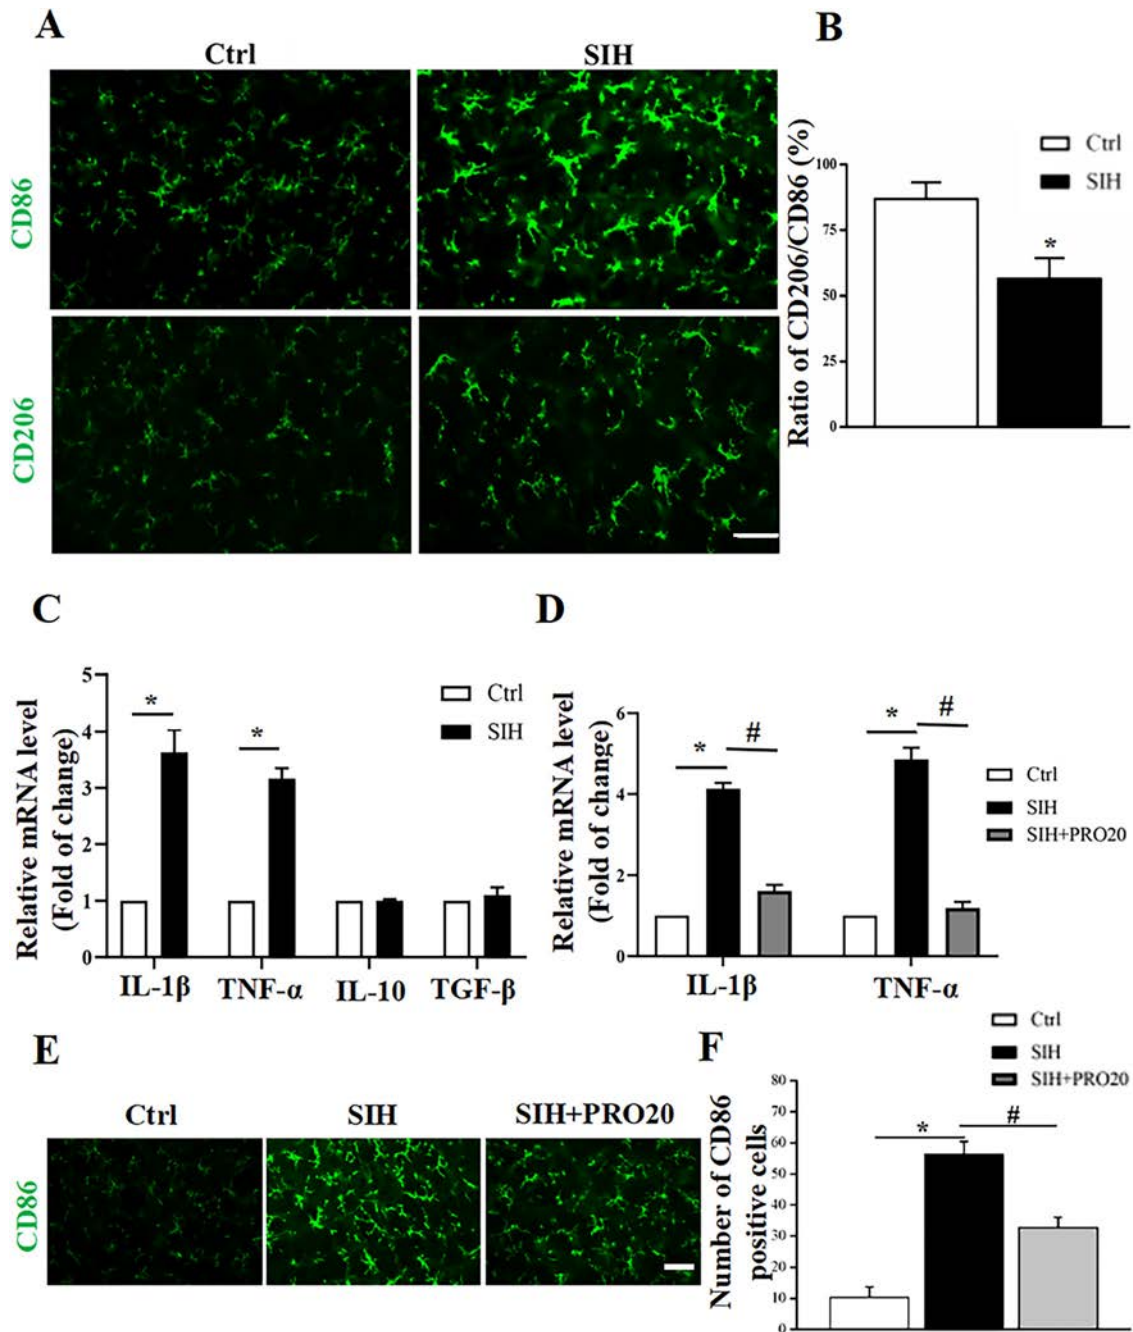 A
B
Ctrl
SIH
CD86
CD206
Ratio of CD206/CD86 (%)
100
75
50
25
0
Ctrl
SIH
*
C
D
Relative mRNA level
(Fold of change)
5
4
3
2
1
0
*
*
Ctrl
SIH
IL-1β
TNF-α
IL-10
TGF-β
Relative mRNA level
(Fold of change)
6
4
2
0
*
#
*
#
Ctrl
SIH
SIH+PRO20
IL-1β
TNF-α
E
F
Ctrl
SIH
SIH+PRO20
CD86
Ctrl
SIH
SIH+PRO20
Number of CD86
positive cells
80
70
60
50
40
30
20
10
0
*
#